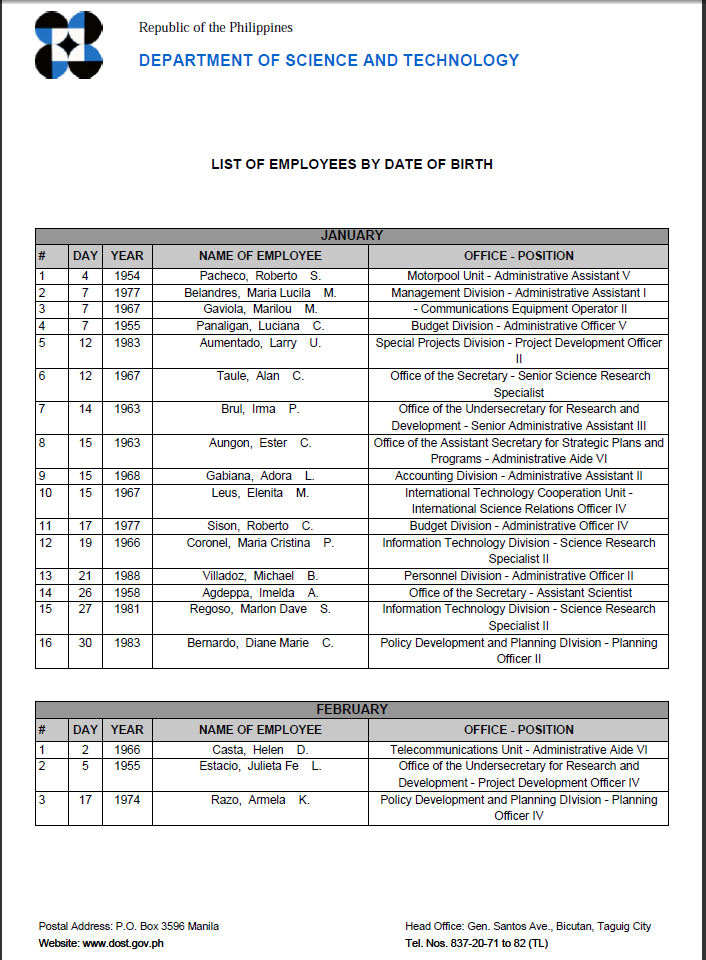 Republic of the Philippines
DEPARTMENT OF SCIENCE AND TECHNOLOGY
LIST OF EMPLOYEES BY DATE OF BIRTH
JANUARY
# DAY YEAR NAME OF EMPLOYEE OFFICE - POSITION
1 4 1954 Pacheco, Roberto S. Motorpool Unit - Administrative Assistant V
2 7 1977 Belandres, Maria Lucila M. Management Division - Administrative Assistant I
3 7 1967 Gaviola, Marilou M. - Communications Equipment Operator II
4 7 1955 Panaligan, Luciana C. Budget Division - Administrative Officer V
5 12 1983 Aumentado, Larry U. Special Projects Division - Project Development Officer
II
6 12 1967 Taule, Alan C. Office of the Secretary - Senior Science Research
Specialist
7 14 1963 Brul, Irma P. Office of the Undersecretary for Research and
Development - Senior Administrative Assistant III
8 15 1963 Aungon, Ester C. Office of the Assistant Secretary for Strategic Plans and
Programs - Administrative Aide VI
9 15 1968 Gabiana, Adora L. Accounting Division - Administrative Assistant II
10 15 1967 Leus, Elenita M. International Technology Cooperation Unit -
International Science Relations Officer IV
11 17 1977 Sison, Roberto C. Budget Division - Administrative Officer IV
12 19 1966 Coronel, Maria Cristina P. Information Technology Division - Science Research
Specialist II
13 21 1988 Villadoz, Michael B. Personnel Division - Administrative Officer II
14 26 1958 Agdeppa, Imelda A. Office of the Secretary - Assistant Scientist
15 27 1981 Regoso, Marlon Dave S. Information Technology Division - Science Research
Specialist II
16 30 1983 Bernardo, Diane Marie C. Policy Development and Planning DIvision - Planning
Officer II
FEBRUARY
# DAY YEAR NAME OF EMPLOYEE OFFICE - POSITION
1 2 1966 Casta, Helen D. Telecommunications Unit - Administrative Aide VI
2 5 1955 Estacio, Julieta Fe L. Office of the Undersecretary for Research and
Development - Project Development Officer IV
3 17 1974 Razo, Armela K. Policy Development and Planning DIvision - Planning
Officer IV
Postal Address: P.O. Box 3596 Manila Head Office: Gen. Santos Ave., Bicutan, Taguig City
Website: www.dost.gov.ph Tel. Nos. 837-20-71 to 82 (TL)